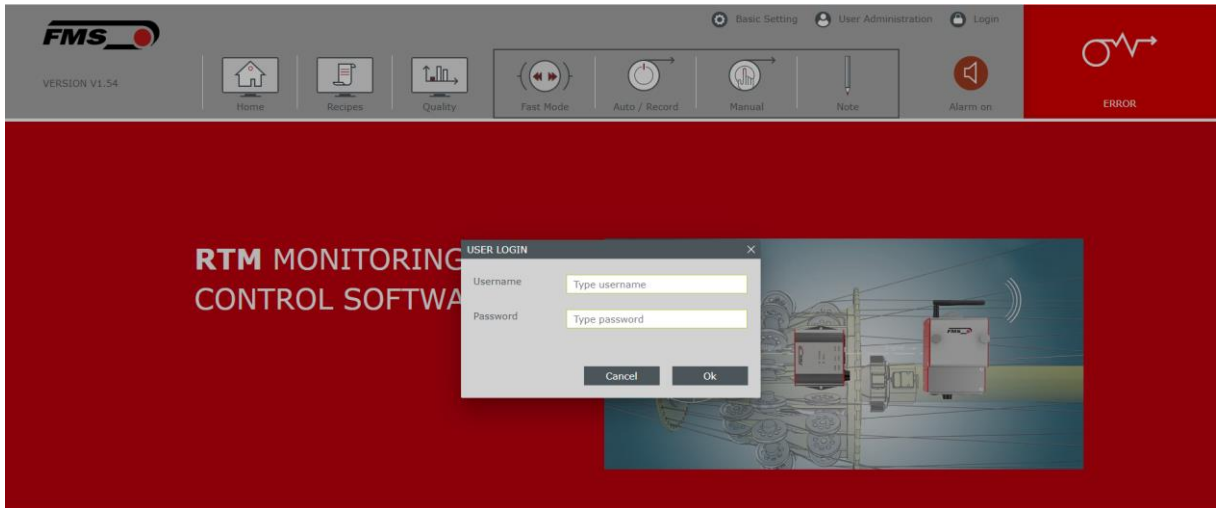 Basic Setting User Administration Login
FMS
VERSION V1.54
Home Recipes Quality Fast Mode Auto / Record Manual Note Alarm on ERROR
RTM MONITORING
CONTROL SOFTWA
USER LOGIN
Username Type username
Password Type password
Cancel Ok
FMS